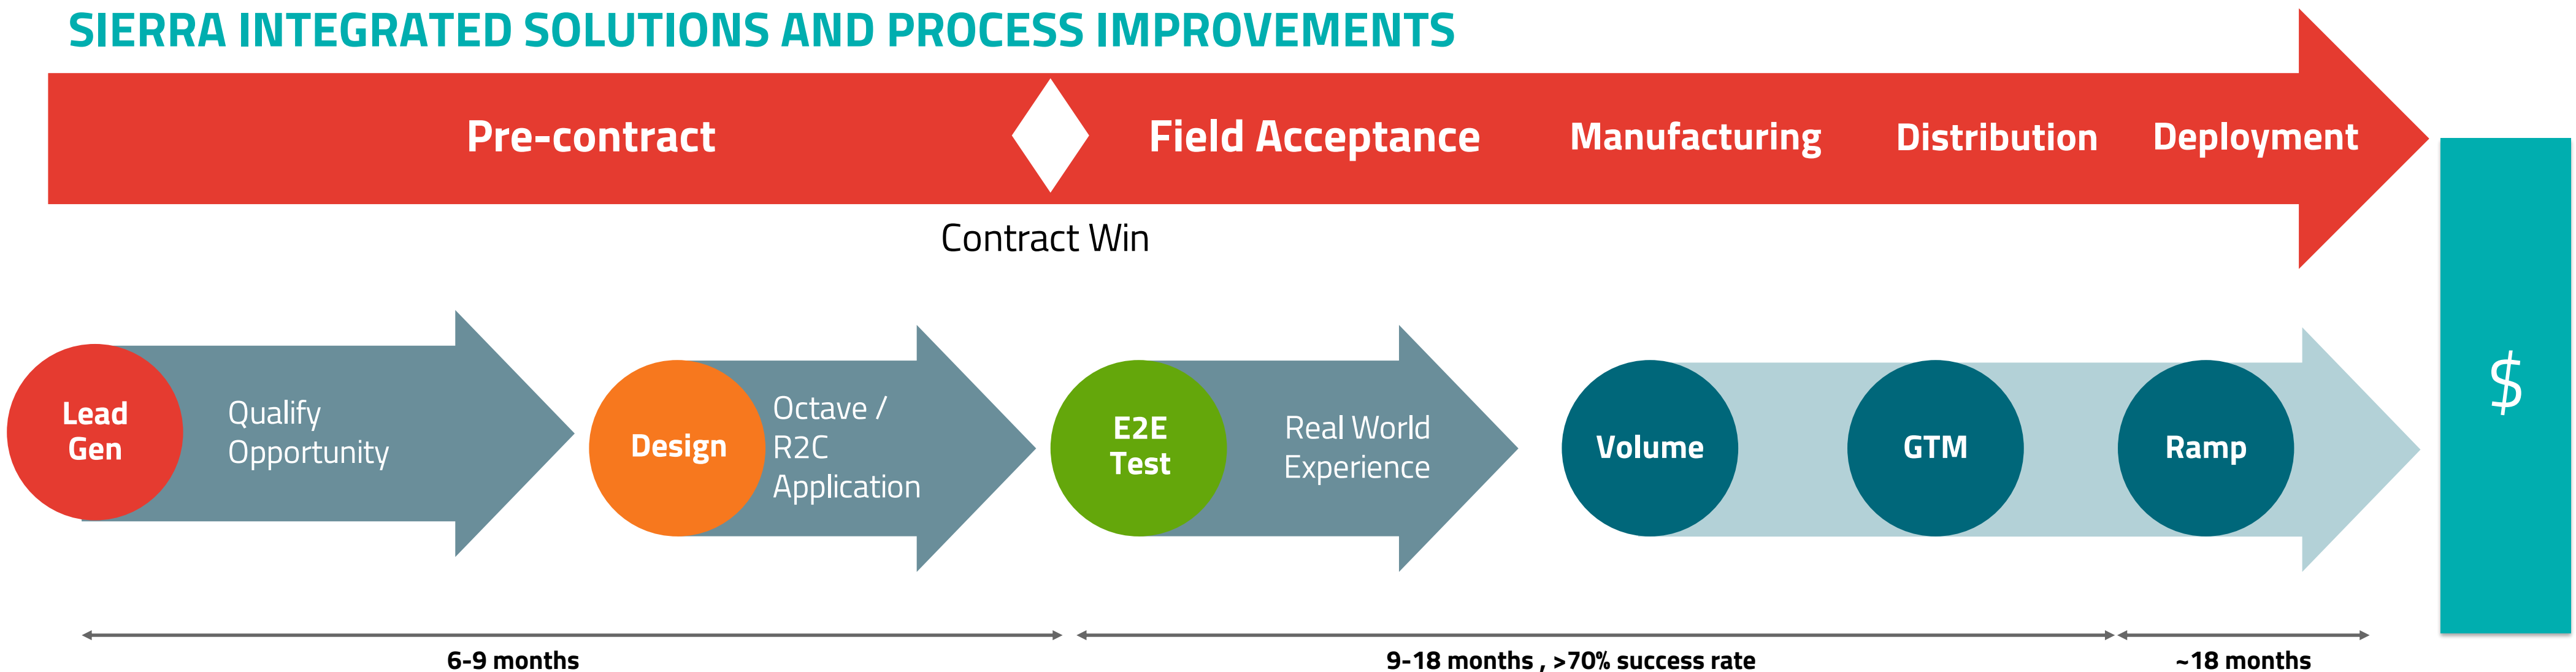 SIERRA INTEGRATED SOLUTIONS AND PROCESS IMPROVEMENTS
Pre-contract
Field Acceptance
Manufacturing
Distribution
Deployment
Contract Win
Lead
Gen
Qualify
Opportunity
Design
Octave /
R2C
Application
E2E
Test
Real World
Experience
Volume
GTM
Ramp
$
6-9 months
9-18 months , >70% success rate
~18 months